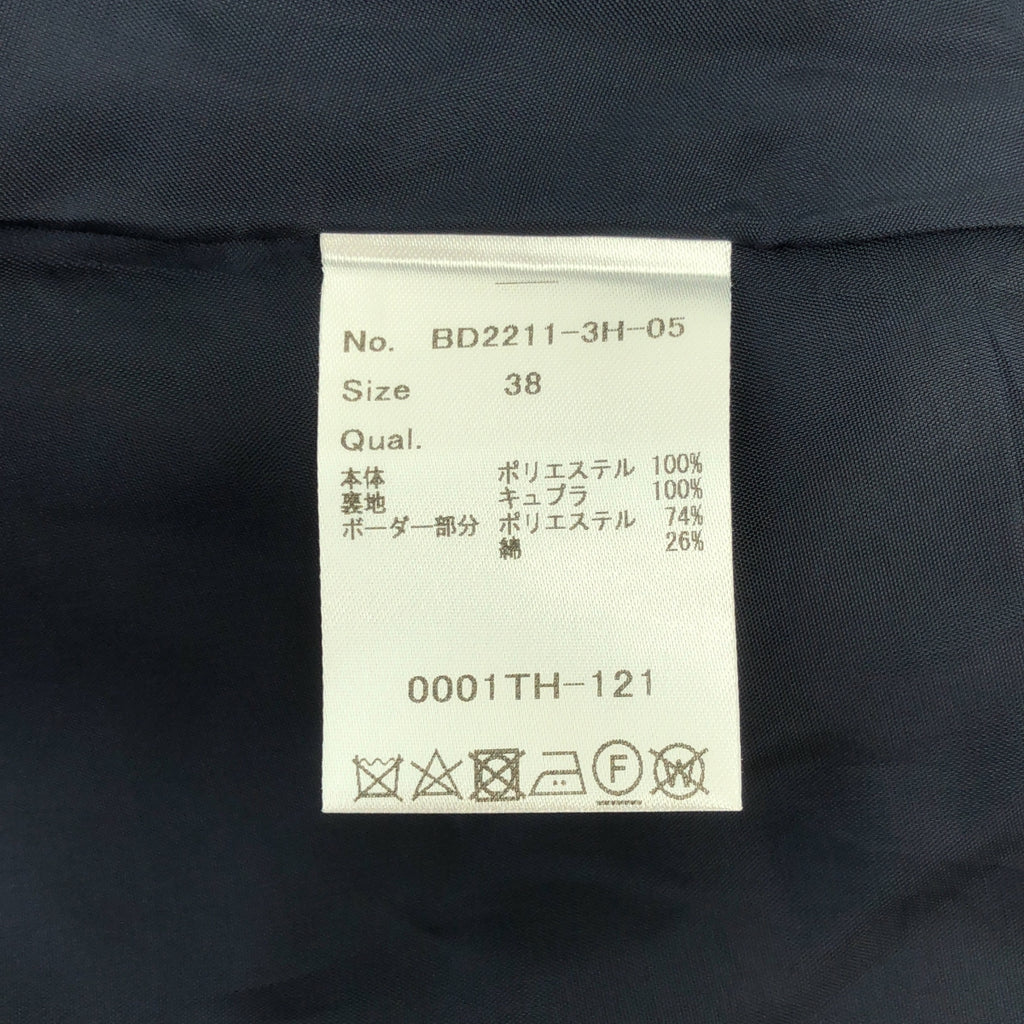 No. BD2211-3H-05
Size 38
Qual.
本体 ポリエステル 100%
裏地 キュプラ 100%
ボーダー部分 ポリエステル 74%
綿 26%
0001TH-121
F W